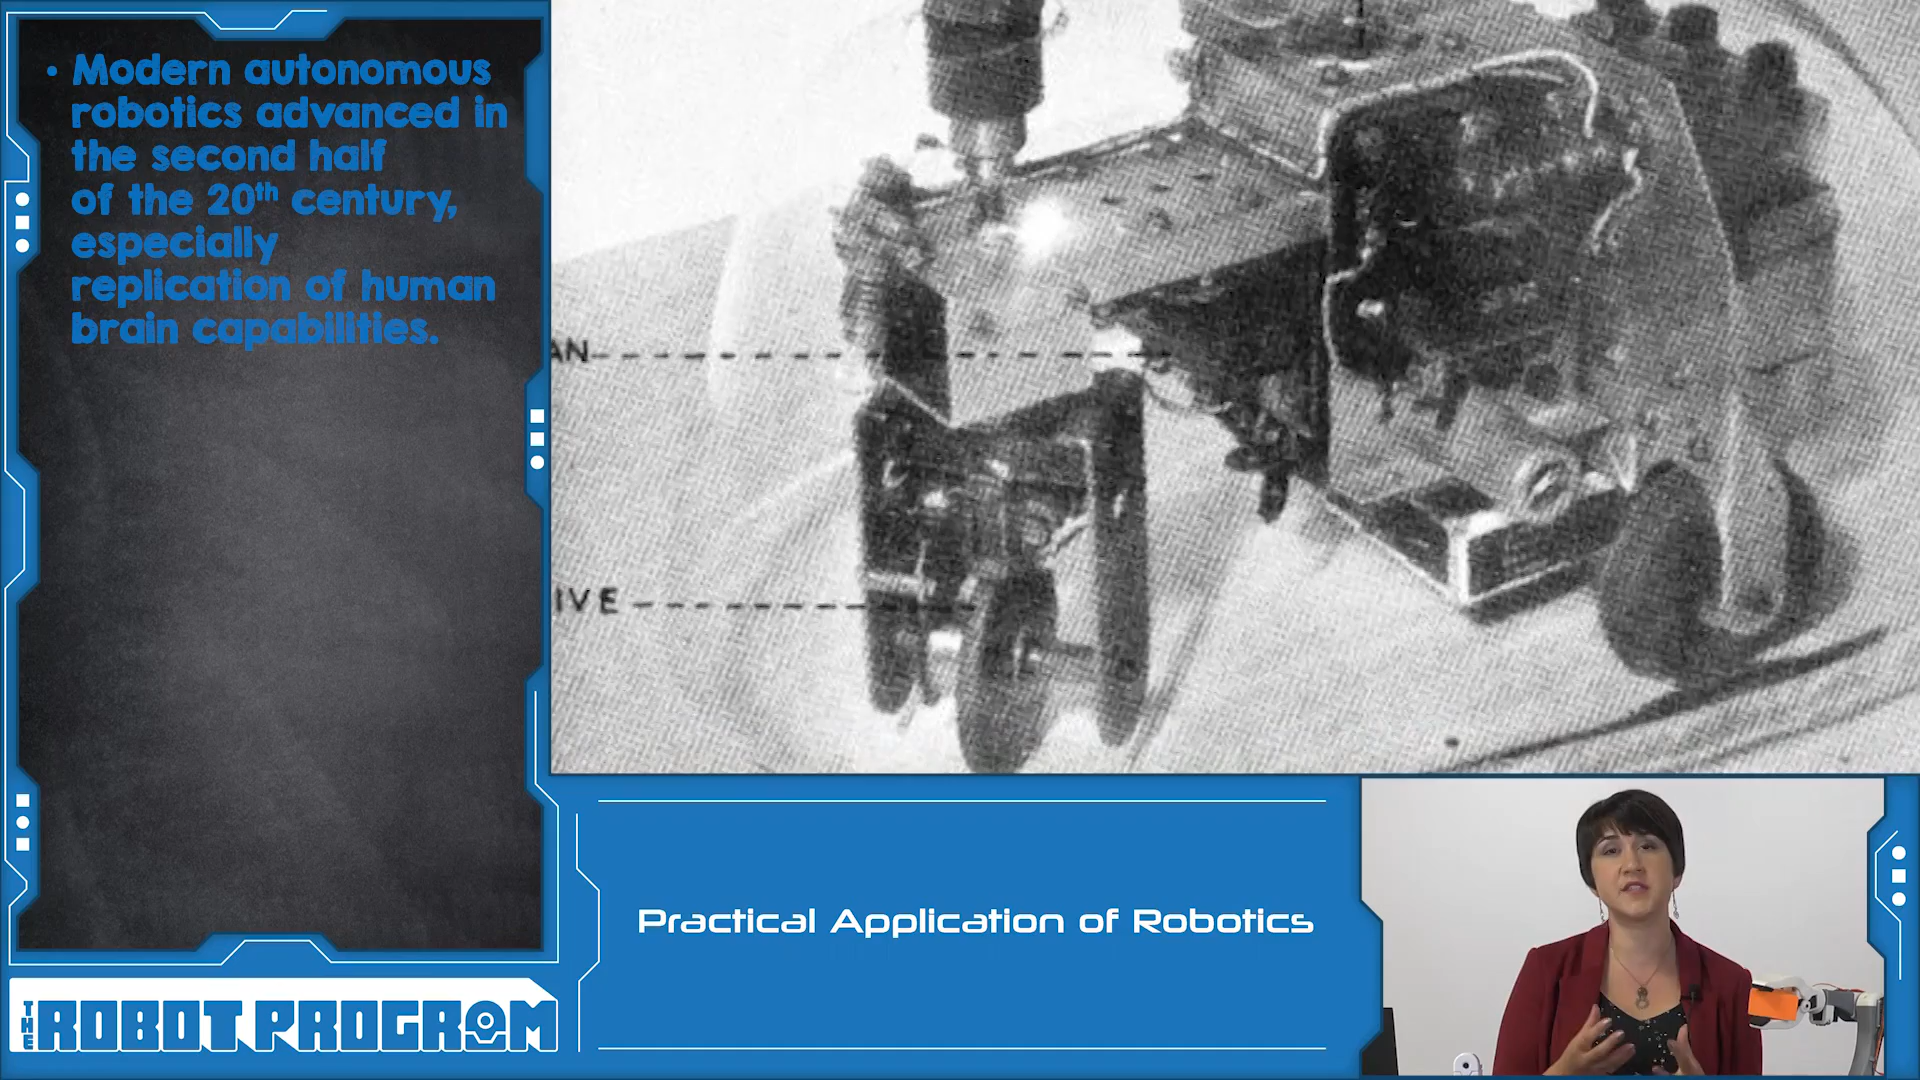 • Modern autonomous
robotics advanced in
the second half
of the 20th century,
especially
replication of human
brain capabilities.
AN
IVE
Practical Application of Robotics
THE ROBOT PROGRAM